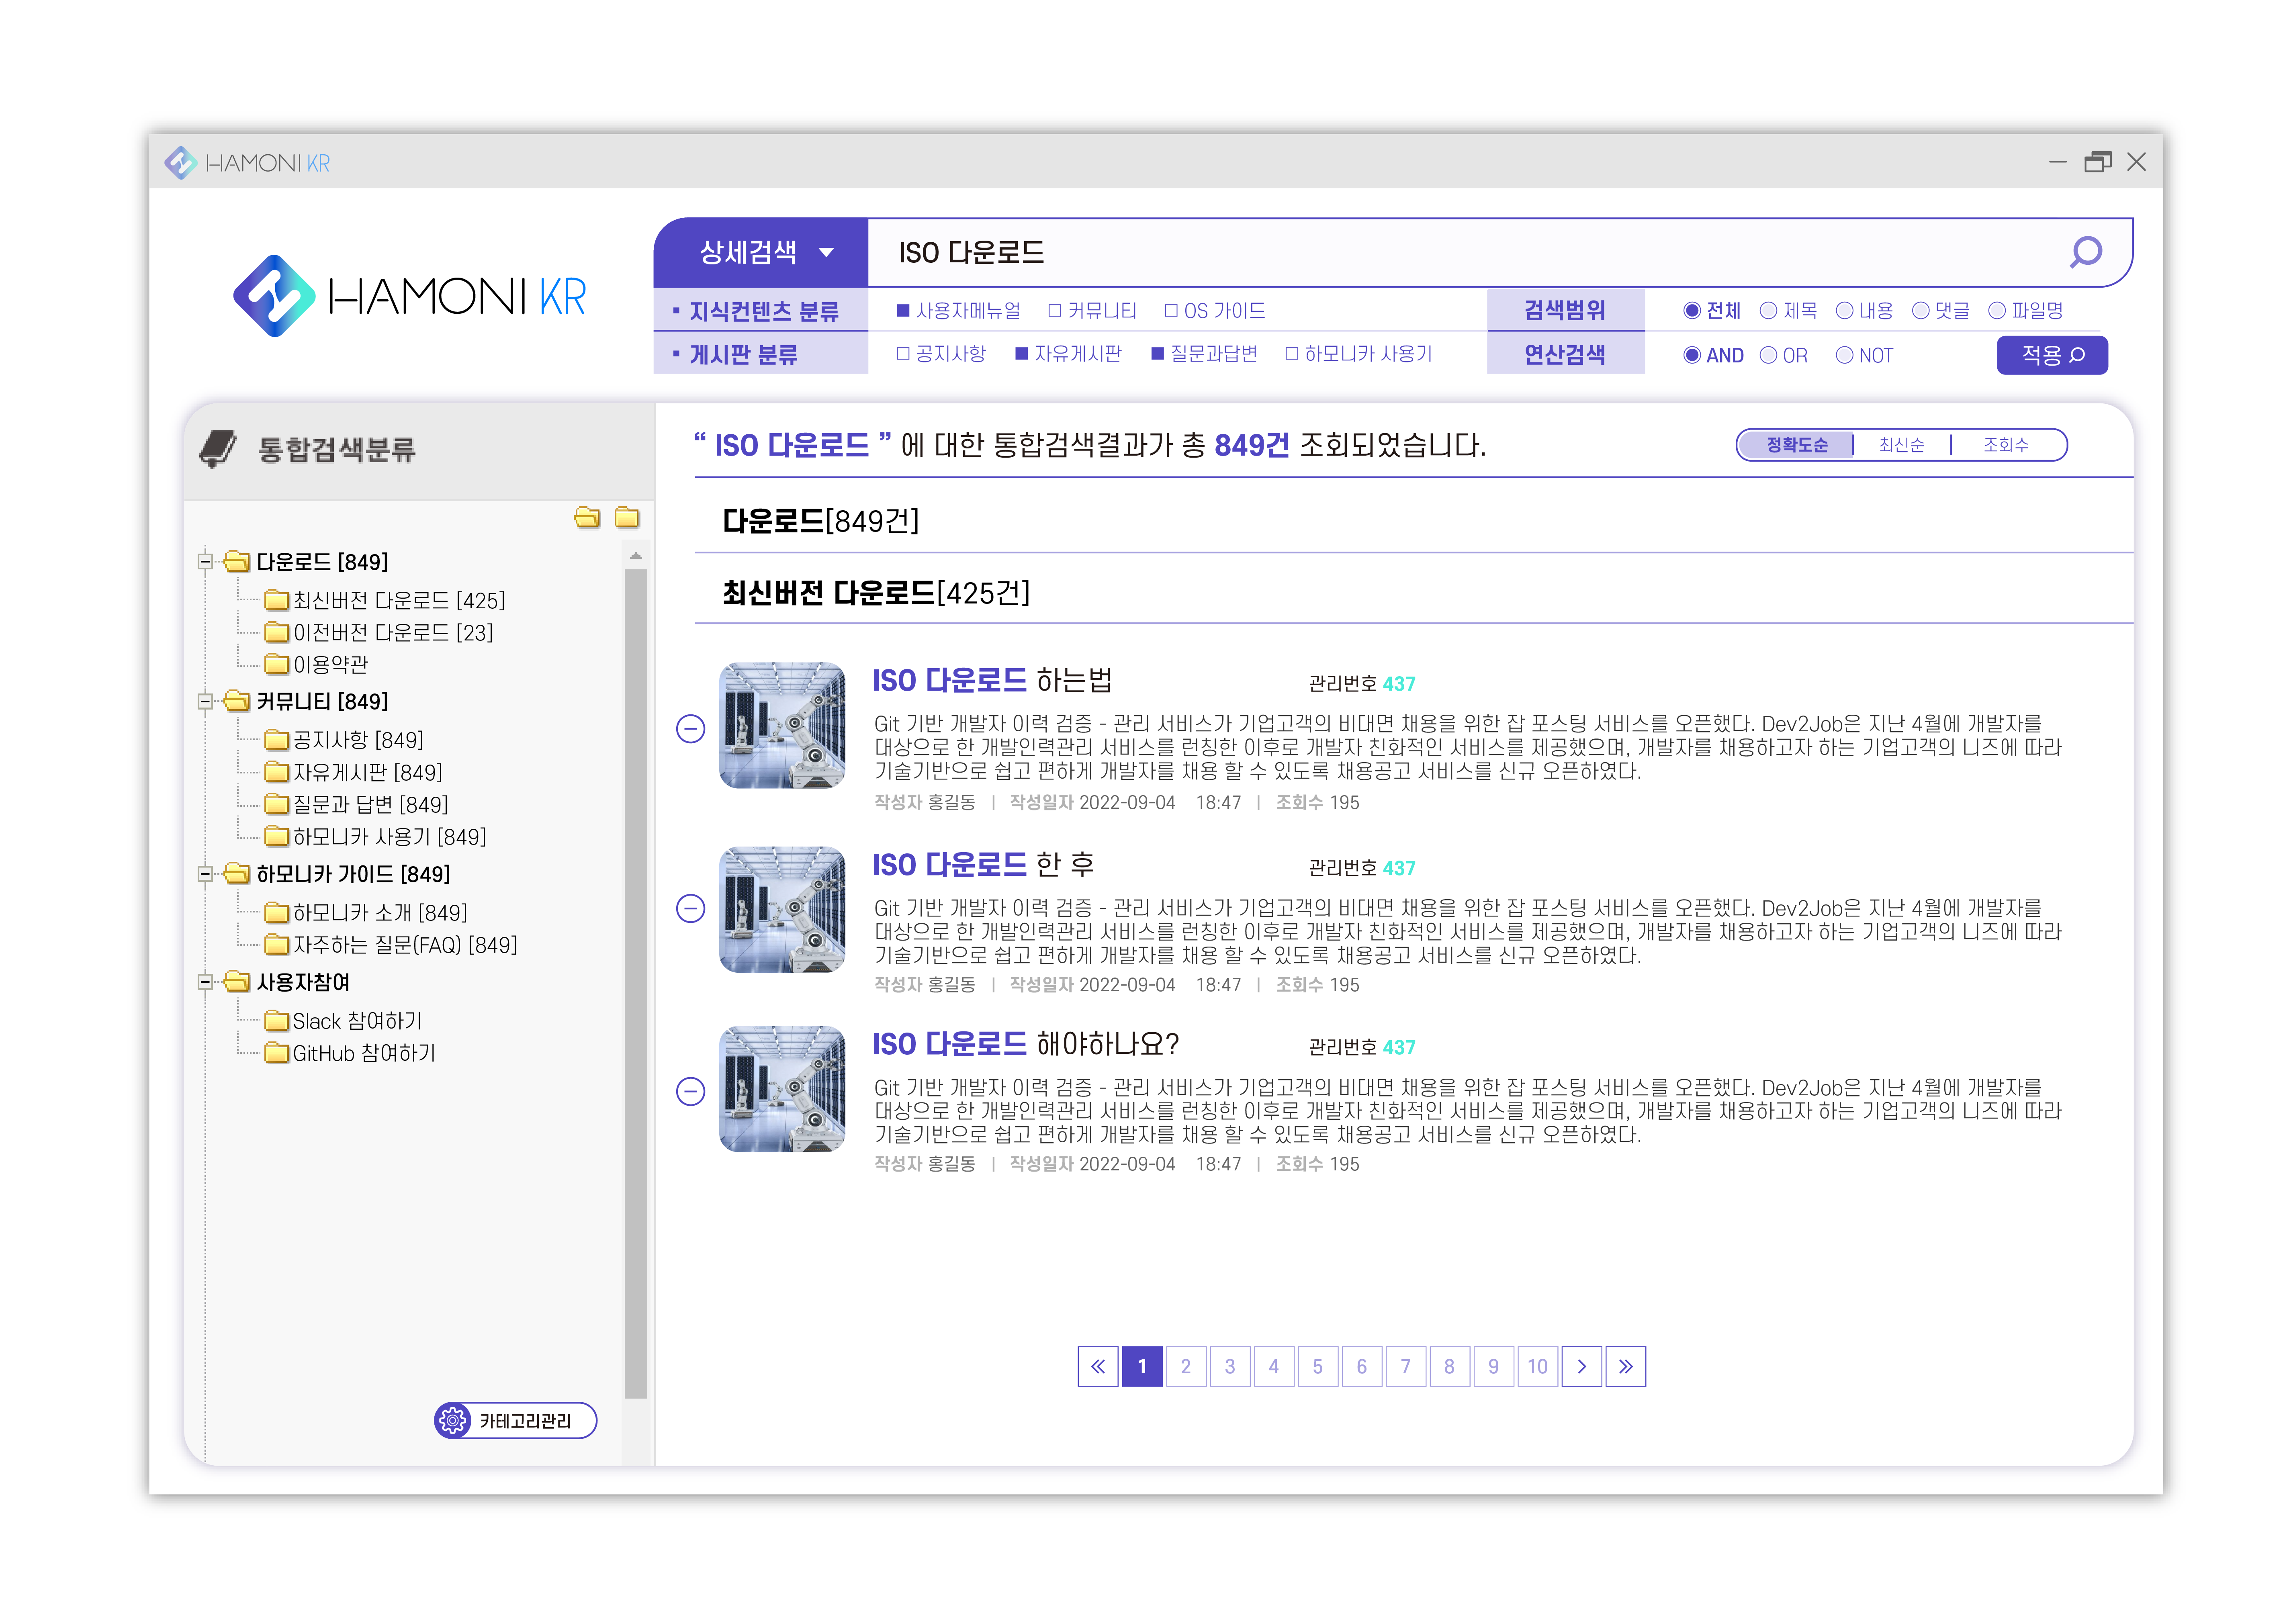 HAMONI KR
HAMONI KR
상세검색
ISO 다운로드
지식컨텐츠 분류
사용자메뉴얼 커뮤니티 OS 가이드
검색범위
전체 제목 내용 댓글 파일명
게시판 분류
공지사항 자유게시판 질문과답변 하모니카 사용기
연산검색
AND OR NOT
적용
통합검색분류
다운로드 [849]
최신버전 다운로드 [425]
이전버전 다운로드 [23]
이용약관
커뮤니티 [849]
공지사항 [849]
자유게시판 [849]
질문과 답변 [849]
하모니카 사용기 [849]
하모니카 가이드 [849]
하모니카 소개 [849]
자주하는 질문(FAQ) [849]
사용자참여
Slack 참여하기
GitHub 참여하기
카테고리관리
“ ISO 다운로드 ” 에 대한 통합검색결과가 총 849건 조회되었습니다.
정확도순 | 최신순 | 조회수
다운로드[849건]
최신버전 다운로드[425건]
ISO 다운로드 하는법 관리번호 437
Git 기반 개발자 이력 검증 - 관리 서비스가 기업고객의 비대면 채용을 위한 잡 포스팅 서비스를 오픈했다. Dev2Job은 지난 4월에 개발자를
대상으로 한 개발인력관리 서비스를 런칭한 이후로 개발자 친화적인 서비스를 제공했으며, 개발자를 채용하고자 하는 기업고객의 니즈에 따라
기술기반으로 쉽고 편하게 개발자를 채용 할 수 있도록 채용공고 서비스를 신규 오픈하였다.
작성자 홍길동 | 작성일자 2022-09-04 18:47 | 조회수 195
ISO 다운로드 한 후 관리번호 437
Git 기반 개발자 이력 검증 - 관리 서비스가 기업고객의 비대면 채용을 위한 잡 포스팅 서비스를 오픈했다. Dev2Job은 지난 4월에 개발자를
대상으로 한 개발인력관리 서비스를 런칭한 이후로 개발자 친화적인 서비스를 제공했으며, 개발자를 채용하고자 하는 기업고객의 니즈에 따라
기술기반으로 쉽고 편하게 개발자를 채용 할 수 있도록 채용공고 서비스를 신규 오픈하였다.
작성자 홍길동 | 작성일자 2022-09-04 18:47 | 조회수 195
ISO 다운로드 해야하나요? 관리번호 437
Git 기반 개발자 이력 검증 - 관리 서비스가 기업고객의 비대면 채용을 위한 잡 포스팅 서비스를 오픈했다. Dev2Job은 지난 4월에 개발자를
대상으로 한 개발인력관리 서비스를 런칭한 이후로 개발자 친화적인 서비스를 제공했으며, 개발자를 채용하고자 하는 기업고객의 니즈에 따라
기술기반으로 쉽고 편하게 개발자를 채용 할 수 있도록 채용공고 서비스를 신규 오픈하였다.
작성자 홍길동 | 작성일자 2022-09-04 18:47 | 조회수 195
1 2 3 4 5 6 7 8 9 10